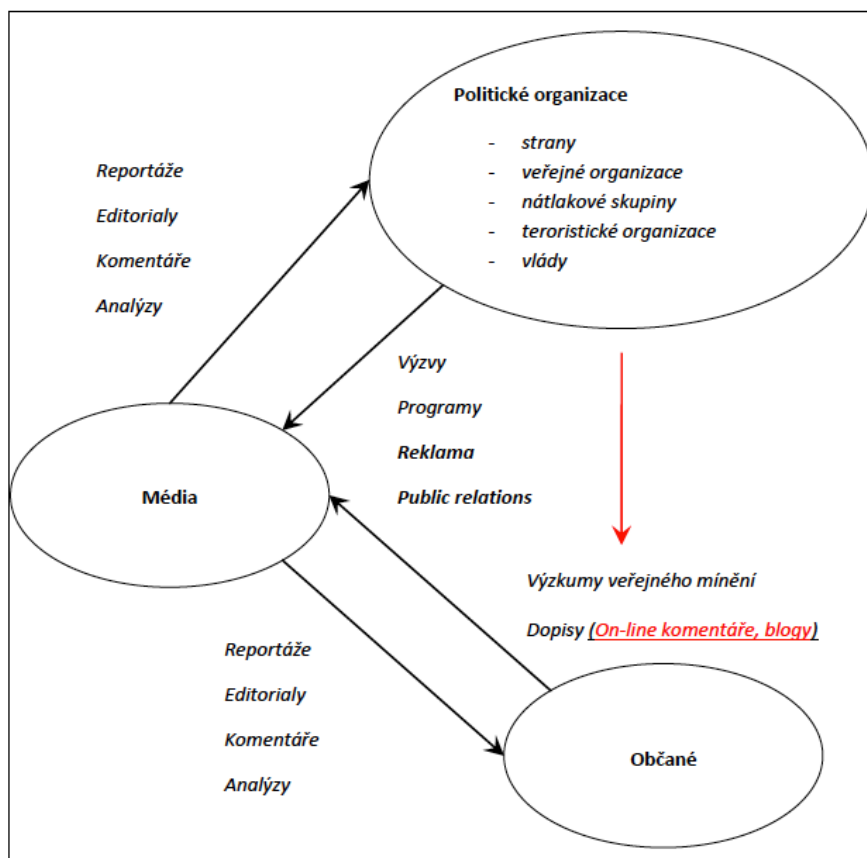 Politické organizace
- strany
- veřejné organizace
- nátlakové skupiny
- teroristické organizace
- vlády
Reportáže
Editorialy
Komentáře
Analýzy
Výzvy
Programy
Reklama
Public relations
Média
Výzkumy veřejného mínění
Dopisy (On-line komentáře, blogy)
Reportáže
Editorialy
Komentáře
Analýzy
Občané